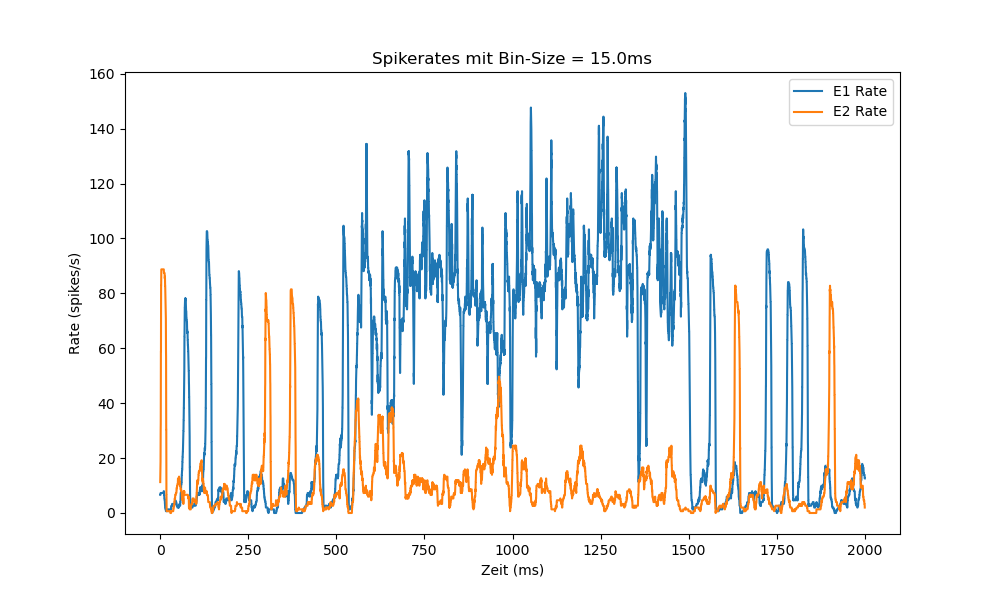 Spikerates mit Bin-Size = 15.0ms
E1 Rate
E2 Rate
Rate (spikes/s)
160
140
120
100
80
60
40
20
0
0 250 500 750 1000 1250 1500 1750 2000
Zeit (ms)